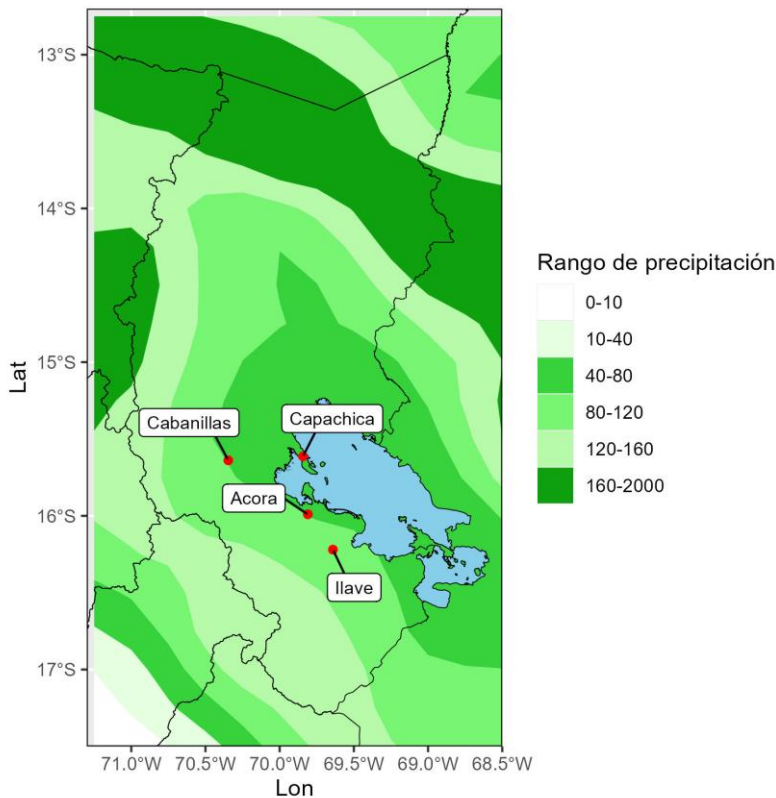 13°S
14°S
15°S
16°S
17°S
Lat
Cabanillas
Capachica
Acora
Ilave
71.0°W 70.5°W 70.0°W 69.5°W 69.0°W 68.5°W
Lon
Rango de precipitación
0-10
10-40
40-80
80-120
120-160
160-2000